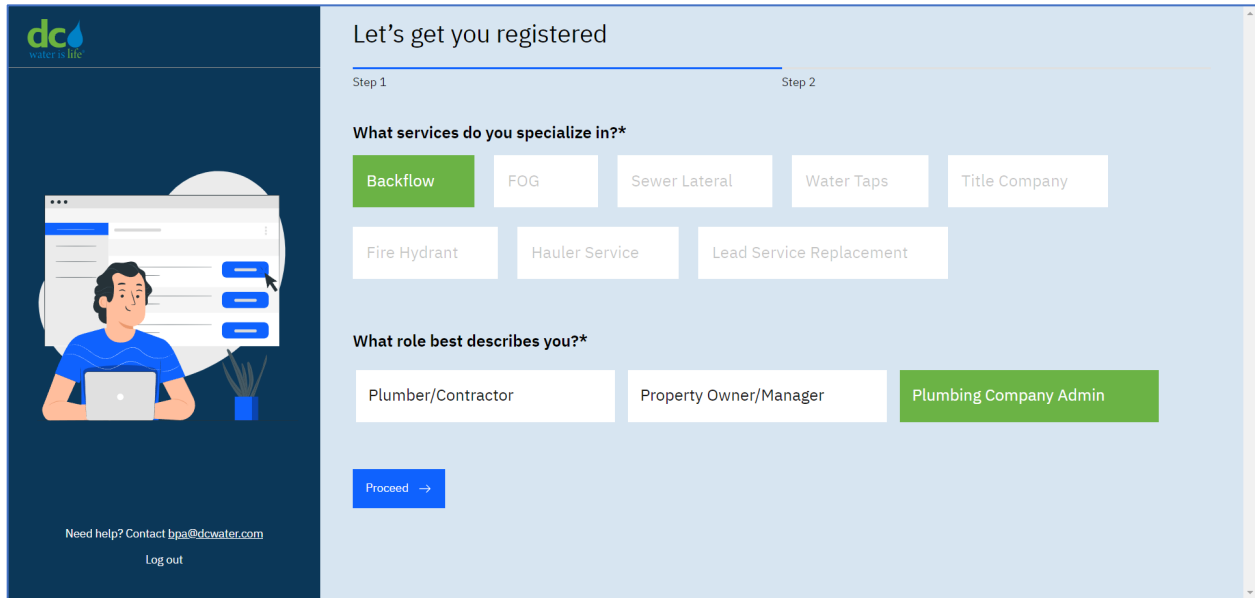 dc
water is life
Let's get you registered
Step 1 Step 2
What services do you specialize in?*
Backflow FOG Sewer Lateral Water Taps Title Company
Fire Hydrant Hauler Service Lead Service Replacement
What role best describes you?*
Plumber/Contractor Property Owner/Manager Plumbing Company Admin
Proceed →
Need help? Contact bpa@dcwater.com
Log out